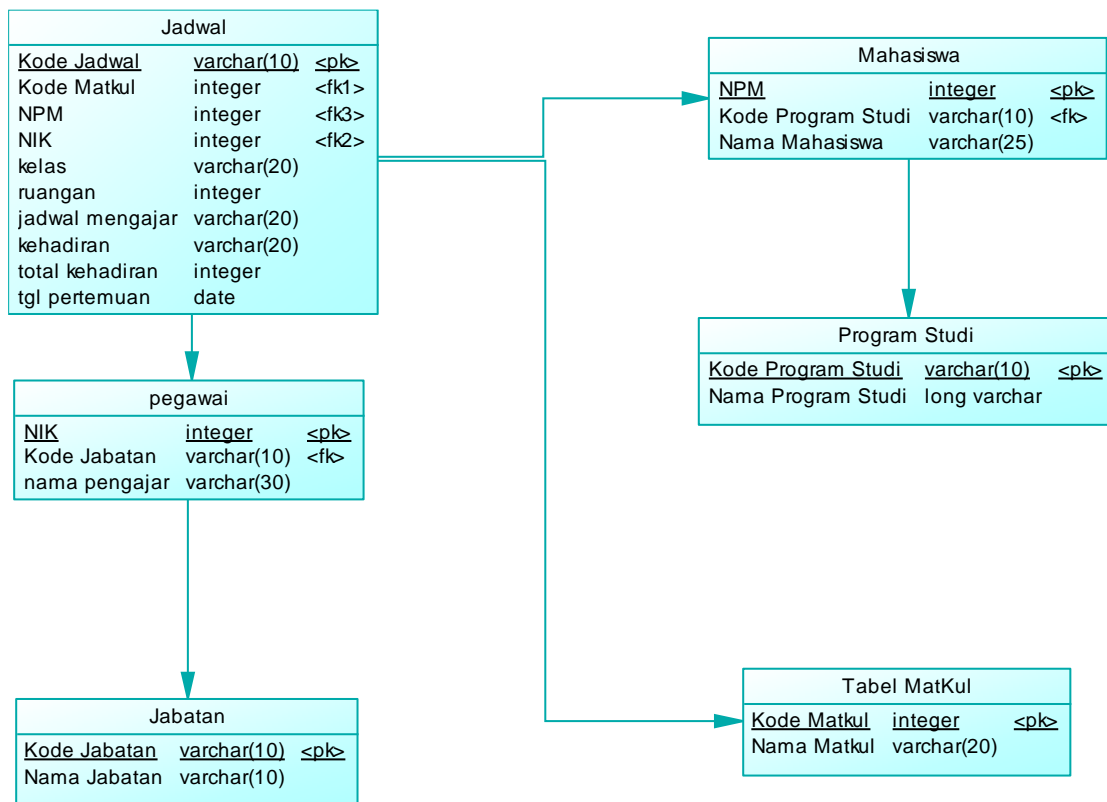 Jadwal
Kode Jadwal varchar(10) <pk>
Kode Matkul integer <fk1>
NPM integer <fk3>
NIK integer <fk2>
kelas varchar(20)
ruangan integer
jadwal mengajar varchar(20)
kehadiran varchar(20)
total kehadiran integer
tgl pertemuan date
Mahasiswa
NPM integer <pk>
Kode Program Studi varchar(10) <fk>
Nama Mahasiswa varchar(25)
Program Studi
Kode Program Studi varchar(10) <pk>
Nama Program Studi long varchar
pegawai
NIK integer <pk>
Kode Jabatan varchar(10) <fk>
nama pengajar varchar(30)
Jabatan
Kode Jabatan varchar(10) <pk>
Nama Jabatan varchar(10)
Tabel MatKul
Kode Matkul integer <pk>
Nama Matkul varchar(20)